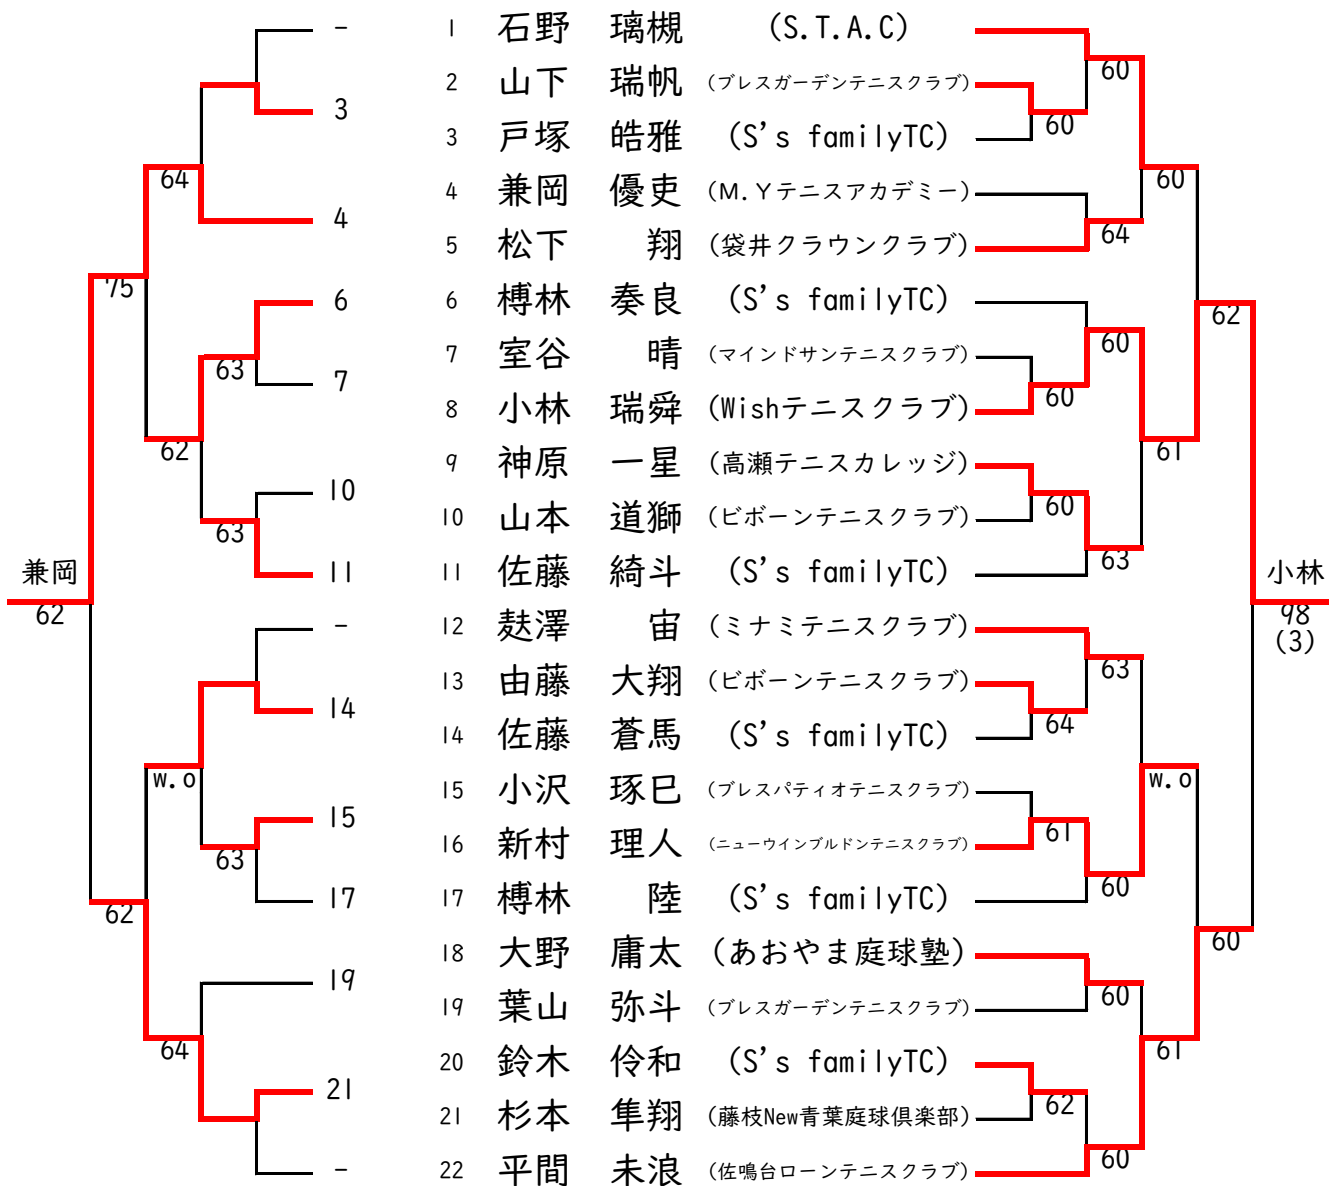 - 1 石野 璃槻 (S.T.A.C)
60
2 山下 瑞帆 (ブレスガーデンテニスクラブ)
3
60
3 戸塚 皓雅 (S's familyTC)
64
60
4 兼岡 優吏 (M.Yテニスアカデミー)
4
64
5 松下 翔 (袋井クラウンクラブ)
75
6 6 榑林 奏良 (S's familyTC)
62
60
63
7 室谷 晴 (マインドサンテニスクラブ)
7
60
8 小林 瑞舜 (Wishテニスクラブ)
62
61
9 神原 一星 (高瀬テニスカレッジ)
10
60
63
10 山本 道獅 (ビボーンテニスクラブ)
63
兼岡
11 11 佐藤 綺斗 (S's familyTC)
小林
62
98
(3)
- 12 麸澤 宙 (ミナミテニスクラブ)
63
13 由藤 大翔 (ビボーンテニスクラブ)
14
64
14 佐藤 蒼馬 (S's familyTC)
w.o
w.o
15 小沢 琢巳 (ブレスパティオテニスクラブ)
15
61
16 新村 理人 (ニューウインブルドンテニスクラブ)
63
60
17 17 榑林 陸 (S's familyTC)
62
60
18 大野 庸太 (あおやま庭球塾)
19
60
19 葉山 弥斗 (ブレスガーデンテニスクラブ)
64
61
20 鈴木 伶和 (S's familyTC)
21
62
21 杉本 隼翔 (藤枝New青葉庭球倶楽部)
60
- 22 平間 未浪 (佐鳴台ローンテニスクラブ)